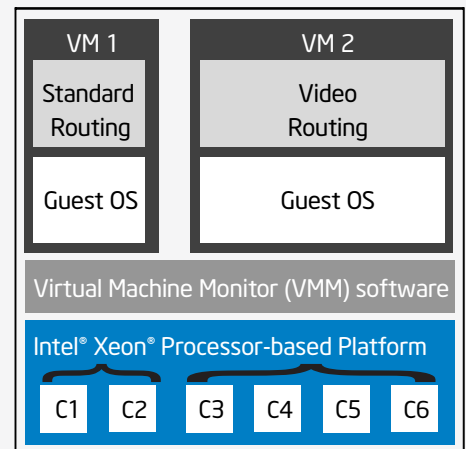 VM 1
Standard
Routing
Guest OS
VM 2
Video
Routing
Guest OS
Virtual Machine Monitor (VMM) software
Intel® Xeon® Processor-based Platform
C1 C2 C3 C4 C5 C6